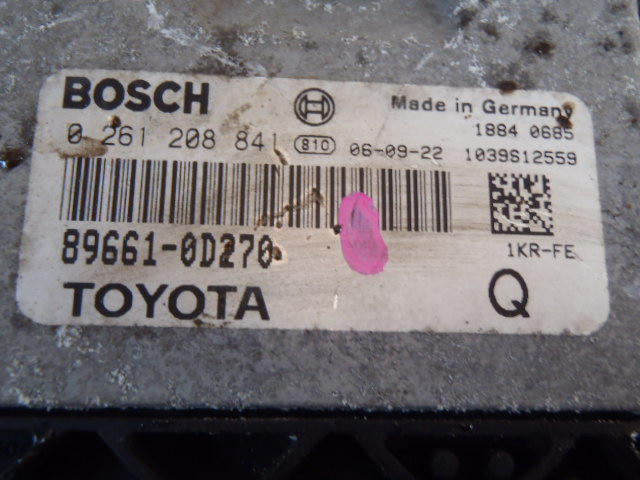 BOSCH
Made in Germany
0 261 208 841 810 06-09-22
1884 0685
1039S12559
89661-0D270
1KR-FE
TOYOTA
Q